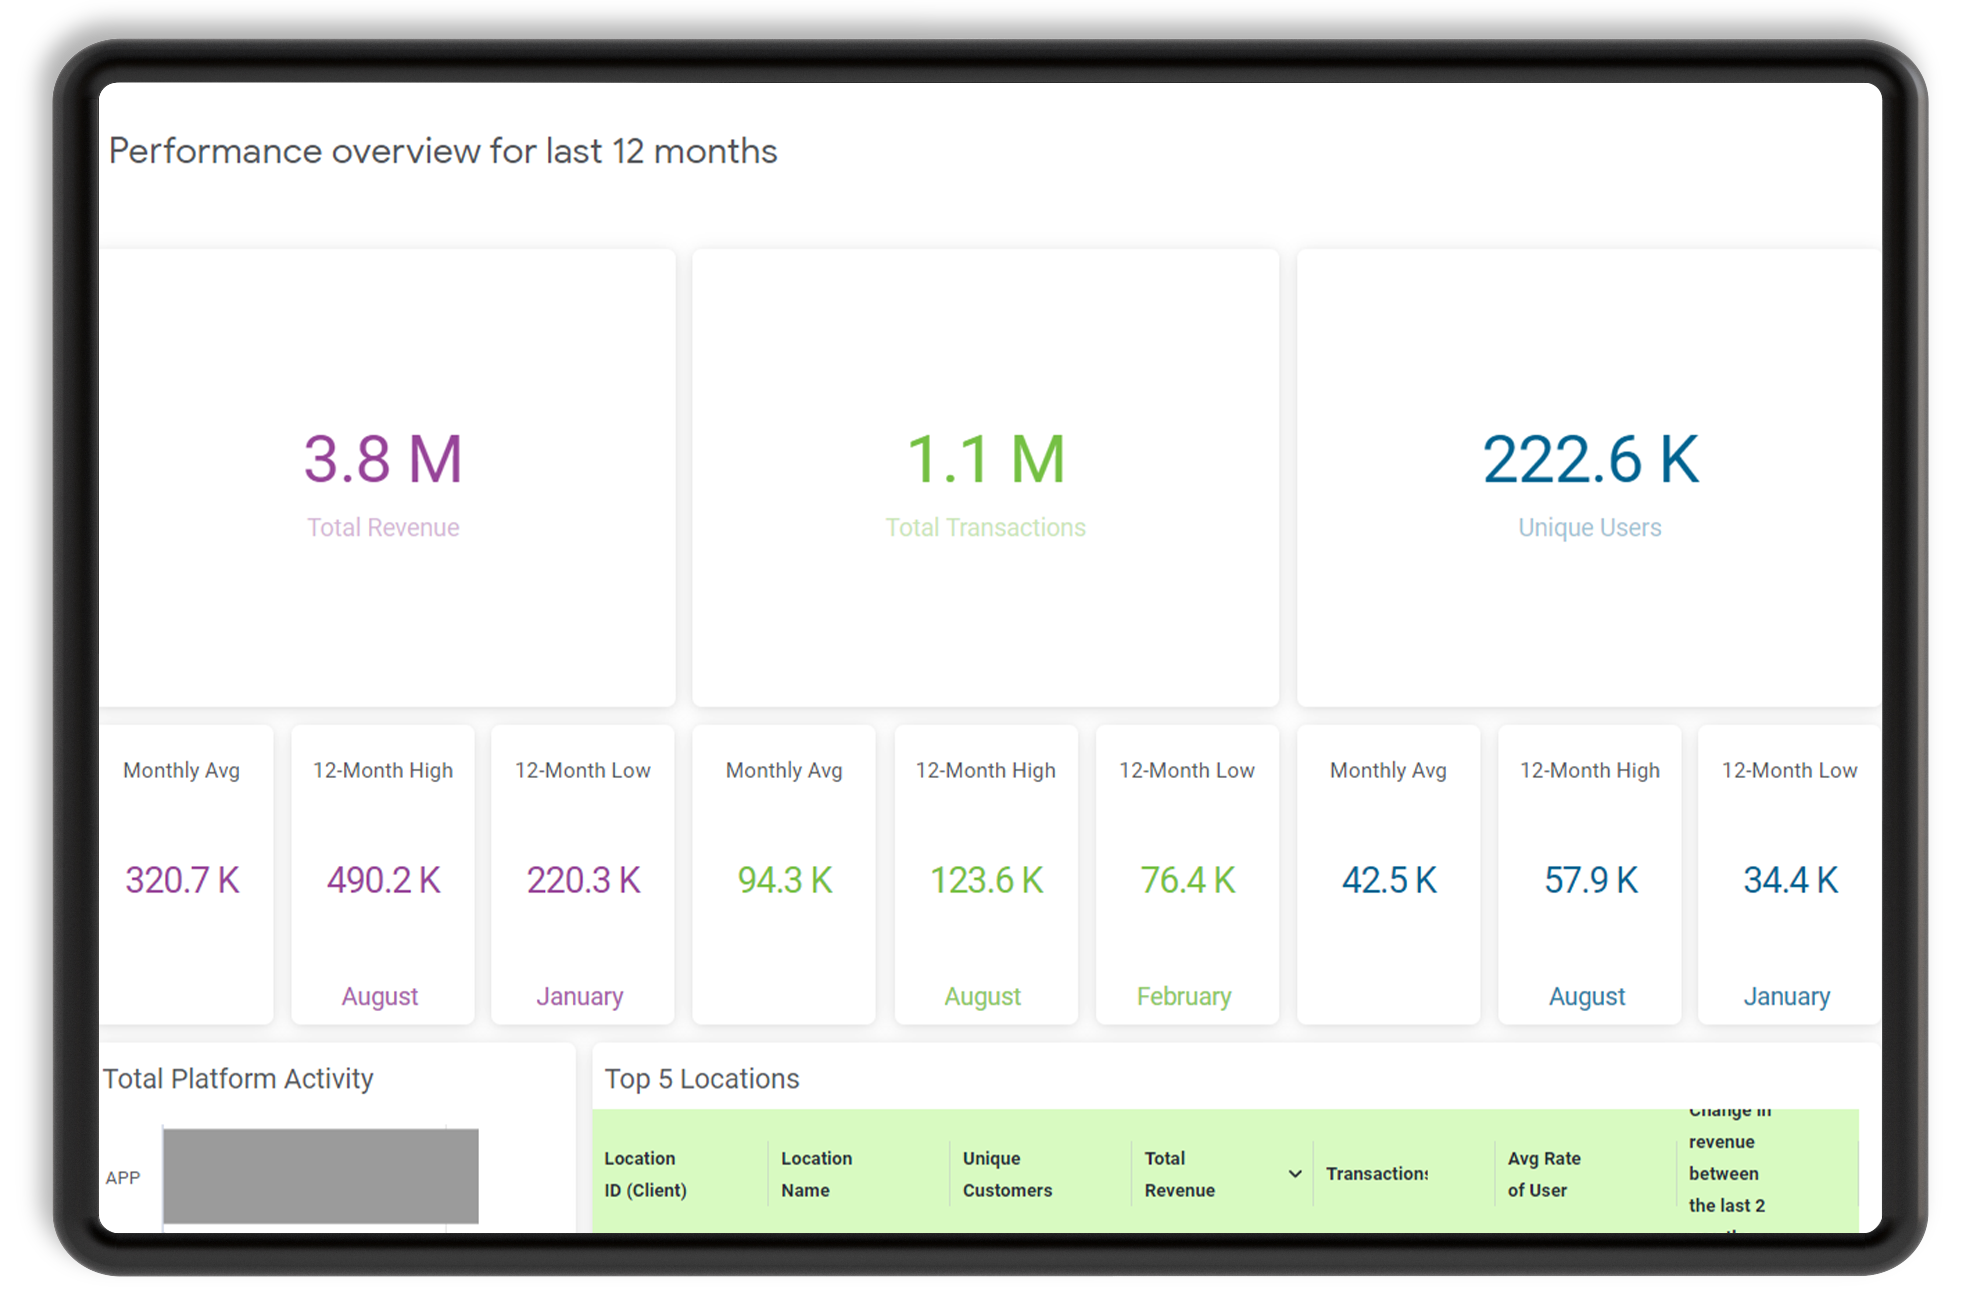 Performance overview for last 12 months
3.8 M
Total Revenue
1.1 M
Total Transactions
222.6 K
Unique Users
Monthly Avg
320.7 K
12-Month High
490.2 K
August
12-Month Low
220.3 K
January
Monthly Avg
94.3 K
12-Month High
123.6 K
August
12-Month Low
76.4 K
February
Monthly Avg
42.5 K
12-Month High
57.9 K
August
12-Month Low
34.4 K
January
Total Platform Activity
APP
Top 5 Locations
Location
ID (Client)
Location
Name
Unique
Customers
Total
Revenue
Transactions
Avg Rate
of User
Change in
revenue
between
the last 2